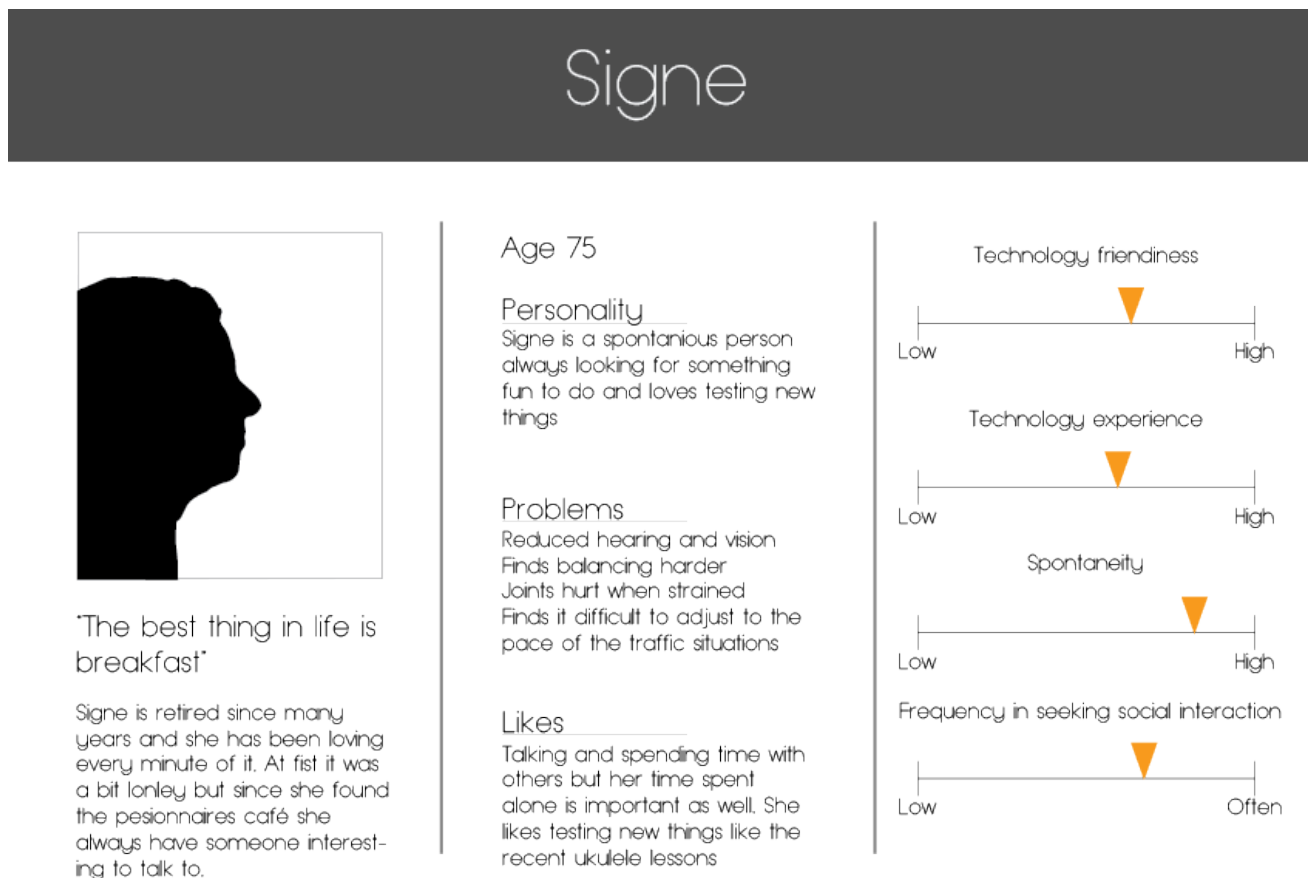 Signe
"The best thing in life is
breakfast"
Signe is retired since many
years and she has been loving
every minute of it. At fist it was
a bit lonley but since she found
the pesionnaires café she
always have someone interest-
ing to talk to.
Age 75
Personality
Signe is a spontanious person
always looking for something
fun to do and loves testing new
things
Problems
Reduced hearing and vision
Finds balancing harder
Joints hurt when strained
Finds it difficult to adjust to the
pace of the traffic situations
Likes
Talking and spending time with
others but her time spent
alone is important as well. She
likes testing new things like the
recent ukulele lessons
Technology friendiness
Low High
Technology experience
Low High
Spontaneity
Low High
Frequency in seeking social interaction
Low Often